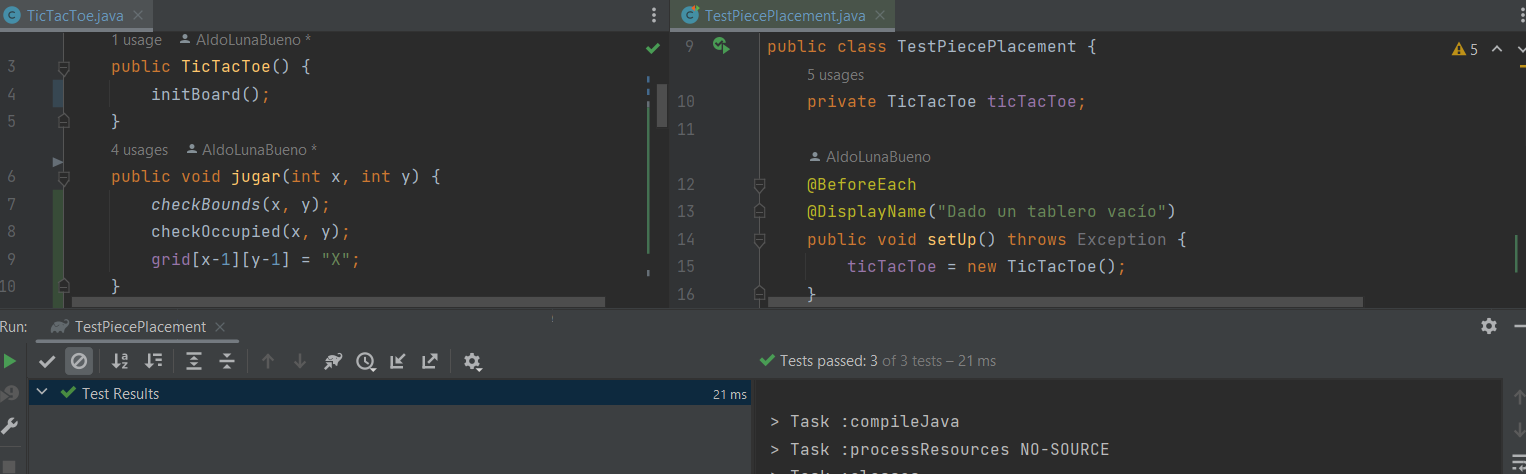 TicTacToe.java
1 usage AldoLunaBueno *
3 public TicTacToe() {
4 initBoard();
5 }
4 usages AldoLunaBueno *
6 public void jugar(int x, int y) {
7 checkBounds(x, y);
8 checkOccupied(x, y);
9 grid[x-1][y-1] = "X";
10 }
TestPiecePlacement.java
9 public class TestPiecePlacement {
5
5 usages
10 private TicTacToe ticTacToe;
11
AldoLunaBueno
12 @BeforeEach
13 @DisplayName("Dado un tablero vacío")
14 public void setUp() throws Exception {
15 ticTacToe = new TicTacToe();
16 }
Run: TestPiecePlacement
Tests passed: 3 of 3 tests – 21 ms
Test Results 21 ms
> Task :compileJava
> Task :processResources NO-SOURCE